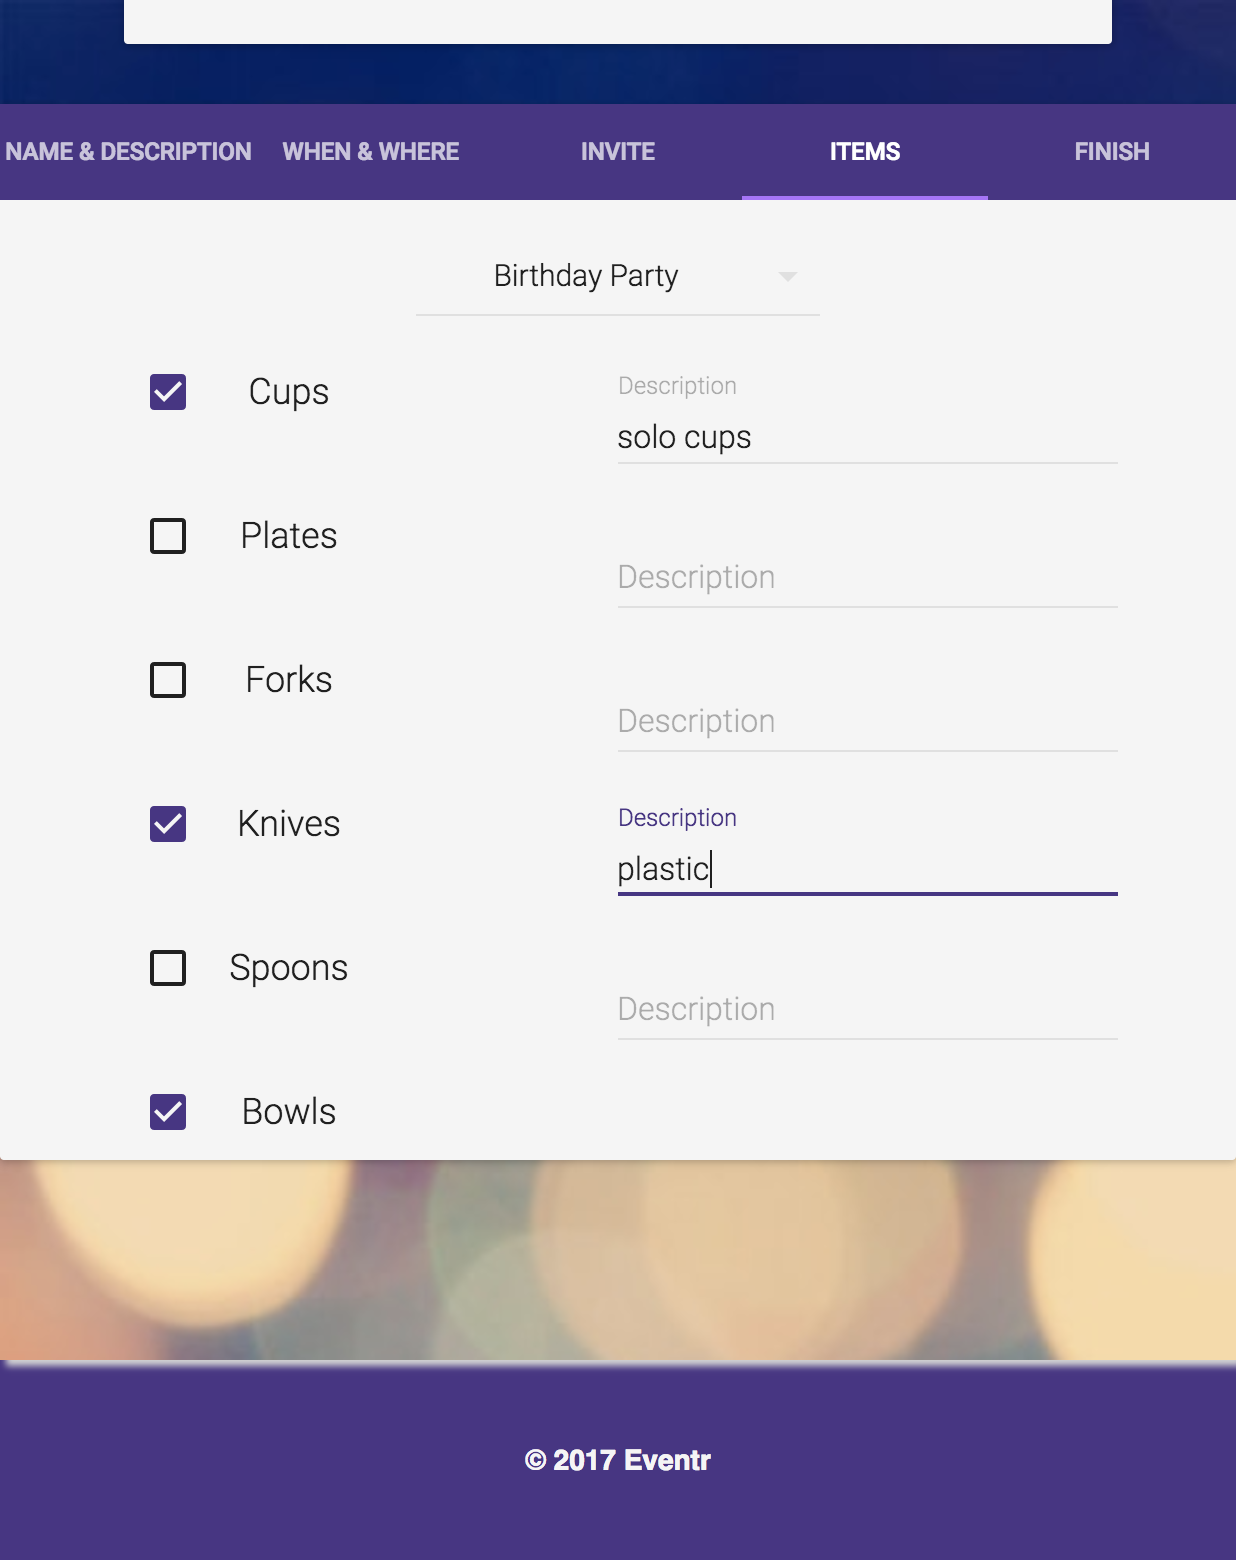 NAME & DESCRIPTION WHEN & WHERE INVITE ITEMS FINISH
Birthday Party
Cups
Description
solo cups
Plates
Description
Forks
Description
Knives
Description
plastic
Spoons
Description
Bowls
© 2017 Eventr